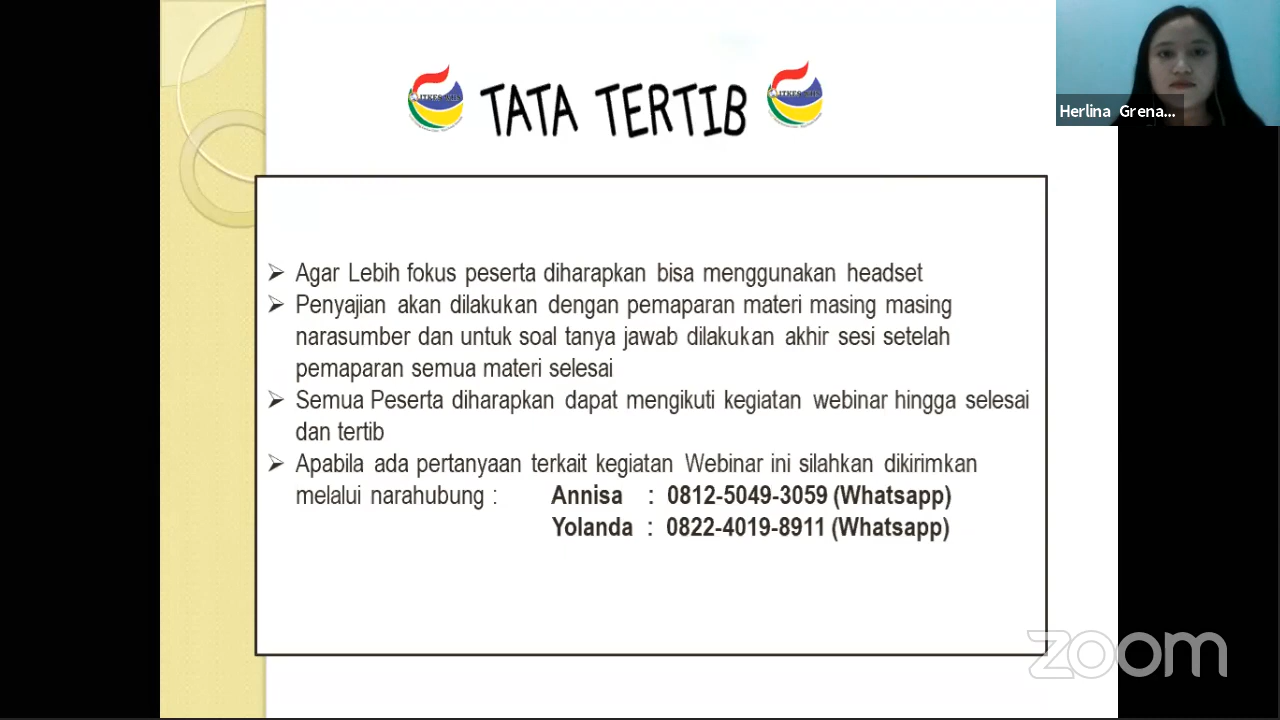 TATA TERTIB
Herlina Grena...
➢ Agar Lebih fokus peserta diharapkan bisa menggunakan headset
➢ Penyajian akan dilakukan dengan pemaparan materi masing masing
narasumber dan untuk soal tanya jawab dilakukan akhir sesi setelah
pemaparan semua materi selesai
➢ Semua Peserta diharapkan dapat mengikuti kegiatan webinar hingga selesai
dan tertib
➢ Apabila ada pertanyaan terkait kegiatan Webinar ini silahkan dikirimkan
melalui narahubung : Annisa : 0812-5049-3059 (Whatsapp)
Yolanda : 0822-4019-8911 (Whatsapp)
zoom